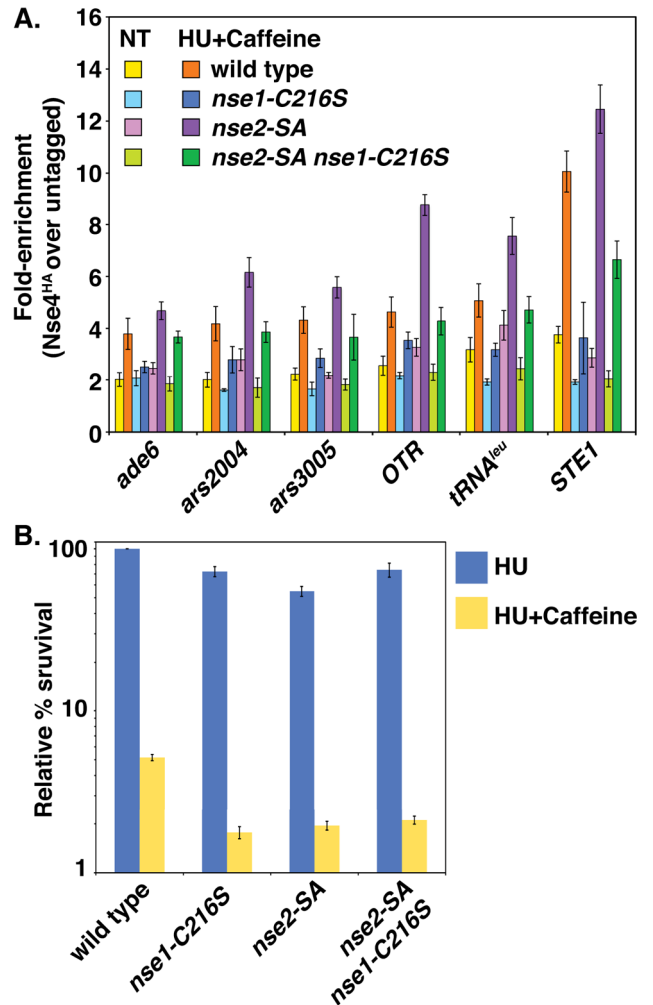 A.
NT HU+Caffeine
wild type
nse1-C216S
nse2-SA
nse2-SA nse1-C216S
Fold-enrichment
(Nse4HA over untagged)
16
14
12
10
8
6
4
2
0
ade6
ars2004
ars3005
OTR
tRNAleu
STE1
B.
HU
HU+Caffeine
Relative % sruvival
100
10
1
wild type
nse1-C216S
nse2-SA
nse2-SA
nse1-C216S